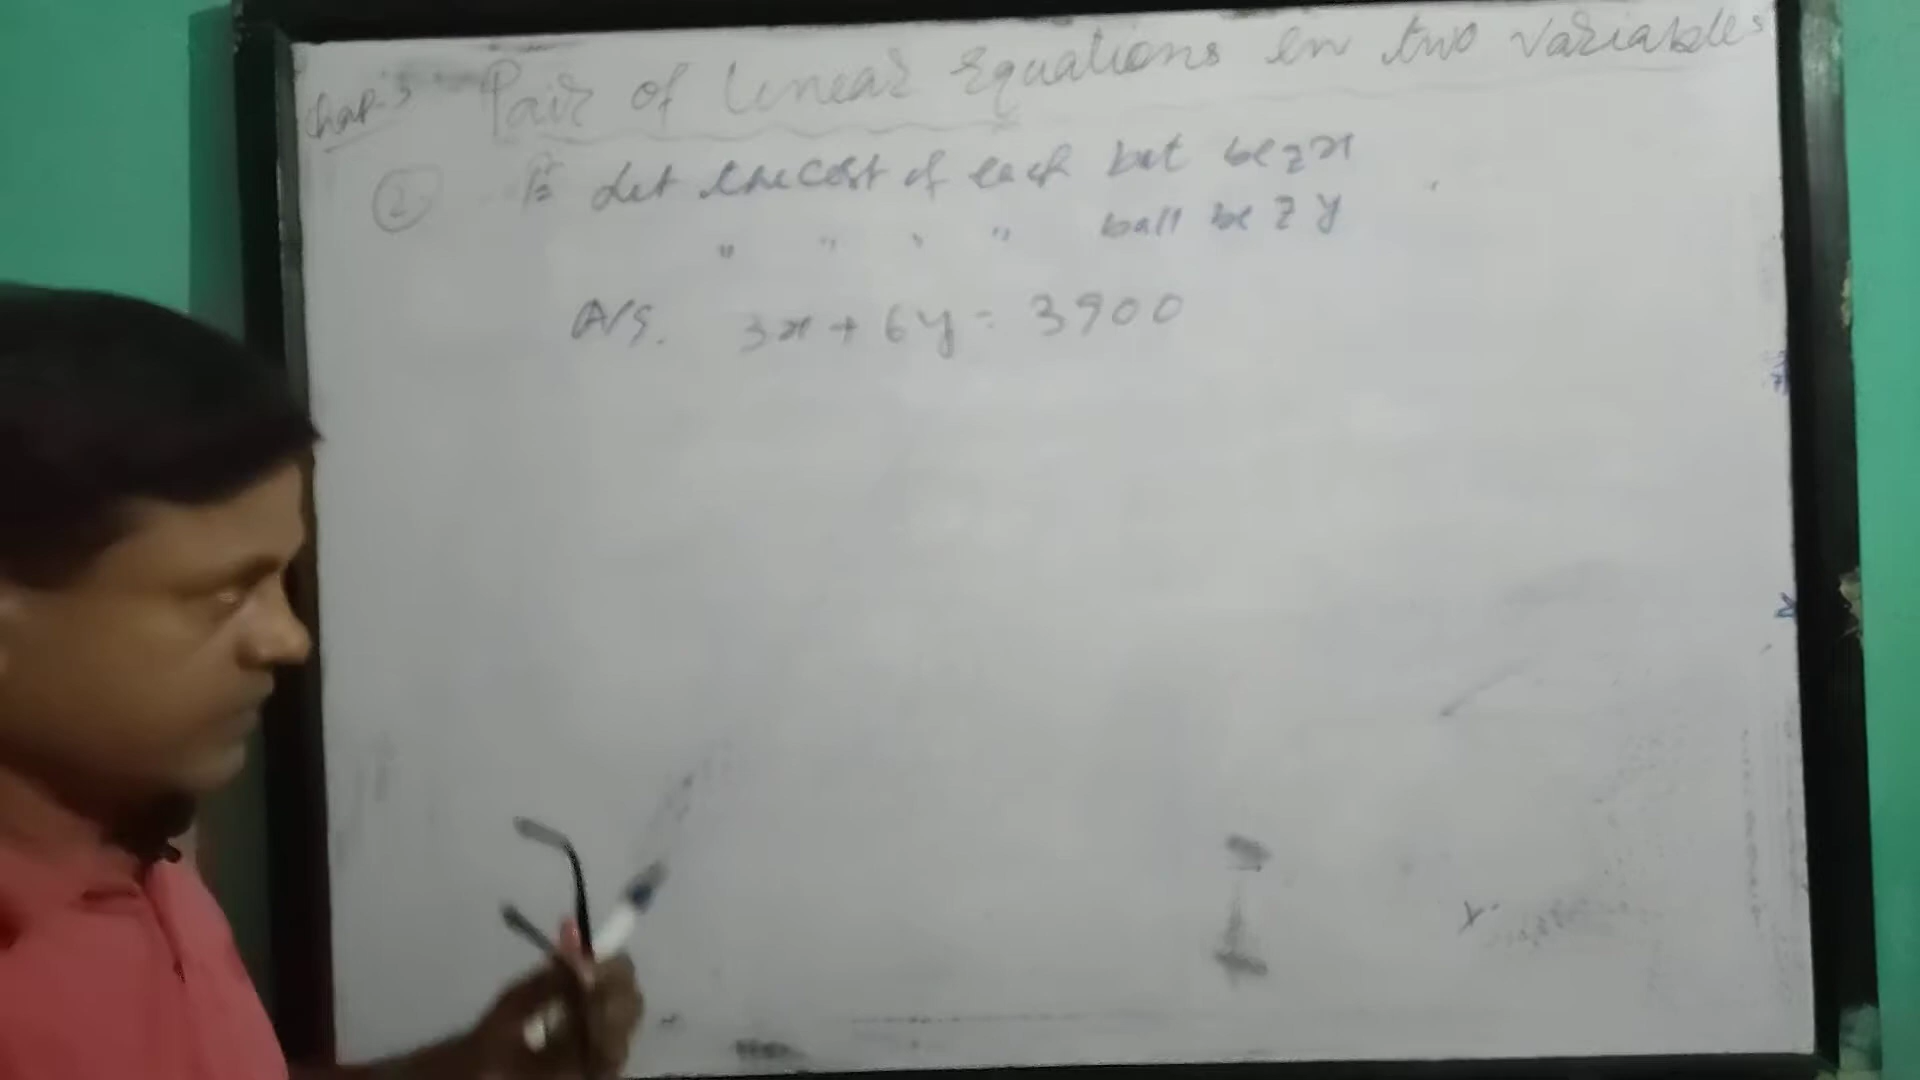 Chap-3 Pair of Linear Equations in two variables
2 Let the cost of each bat be ₹ x
" " " " ball be ₹ y
A/S. 3x + 6y = 3900